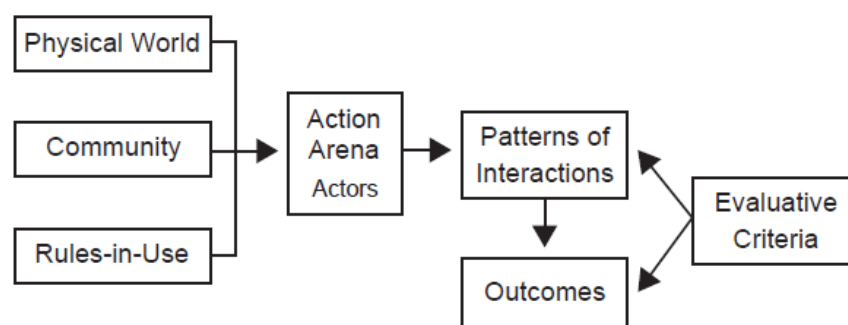 Physical World
Community
Rules-in-Use
Action
Arena
Actors
Patterns of
Interactions
Outcomes
Evaluative
Criteria